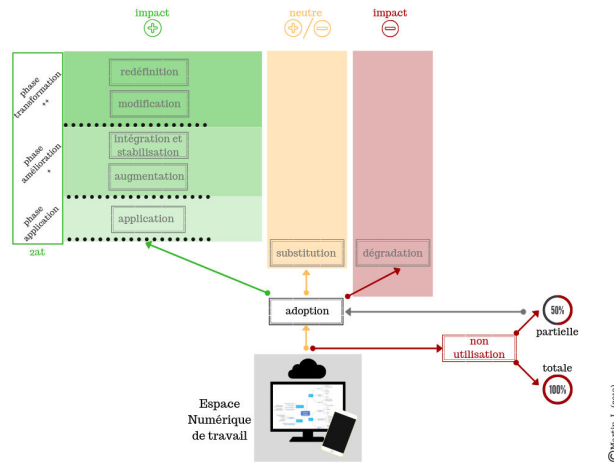 impact
neutre
impact
phase
transformation
**
redéfinition
modification
phase
amélioration
*
intégration et
stabilisation
augmentation
phase
application
application
2at
substitution
dégradation
adoption
50%
partielle
non
utilisation
totale
100%
Espace
Numérique
de travail